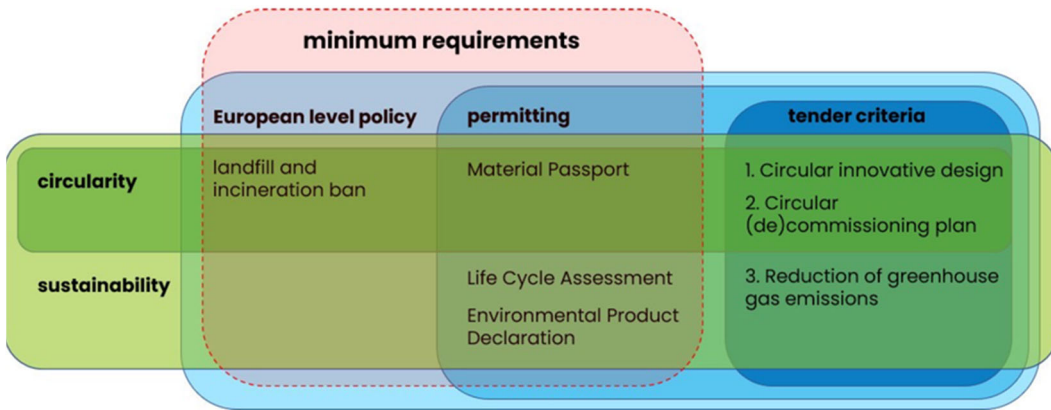 minimum requirements
European level policy
permitting
tender criteria
circularity
landfill and
incineration ban
Material Passport
1. Circular innovative design
2. Circular
(de)commissioning plan
sustainability
Life Cycle Assessment
Environmental Product
Declaration
3. Reduction of greenhouse
gas emissions